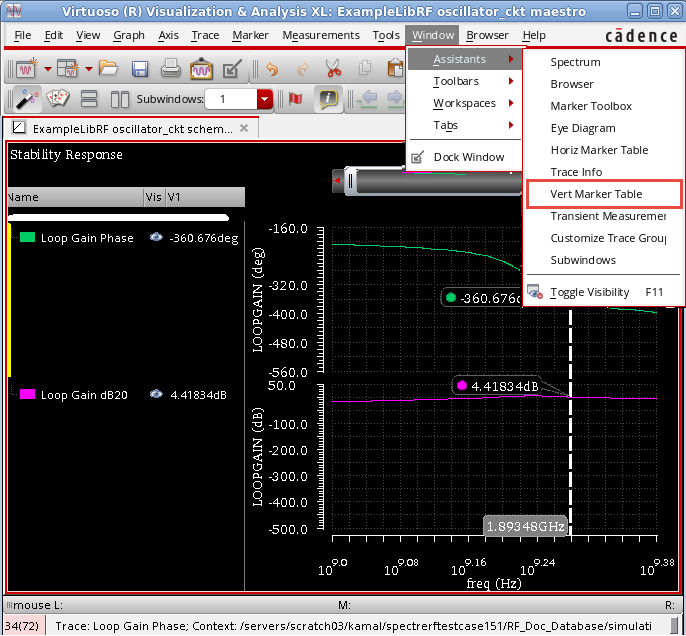 Virtuoso (R) Visualization & Analysis XL: ExampleLibRF oscillator_ckt maestro
File Edit View Graph Axis Trace Marker Measurements Tools Window Browser Help cādence
Subwindows: 1
Assistants
Toolbars
Workspaces
Tabs
Dock Window
Spectrum
Browser
Marker Toolbox
Eye Diagram
Horiz Marker Table
Trace Info
Vert Marker Table
Transient Measuremer
Customize Trace Group
Subwindows
Toggle Visibility F11
ExampleLibRF oscillator_ckt schem...
Stability Response
Name Vis V1
Loop Gain Phase -360.676deg
Loop Gain dB20 4.41834dB
LOOPGAIN (deg)
-160.0
-320.0
-400.0
-480.0
-560.0
-360.676d
LOOPGAIN (dB)
50.0
-100.0
-200.0
-300.0
-400.0
-500.0
4.41834dB
1.89348GHz
10^9.0 10^9.08 10^9.16 10^9.24 10^9.38
freq (Hz)
mouse L: M: R:
34(72) Trace: Loop Gain Phase; Context: /servers/scratch03/kamal/spectrerftestcase151/RF_Doc_Database/simulati